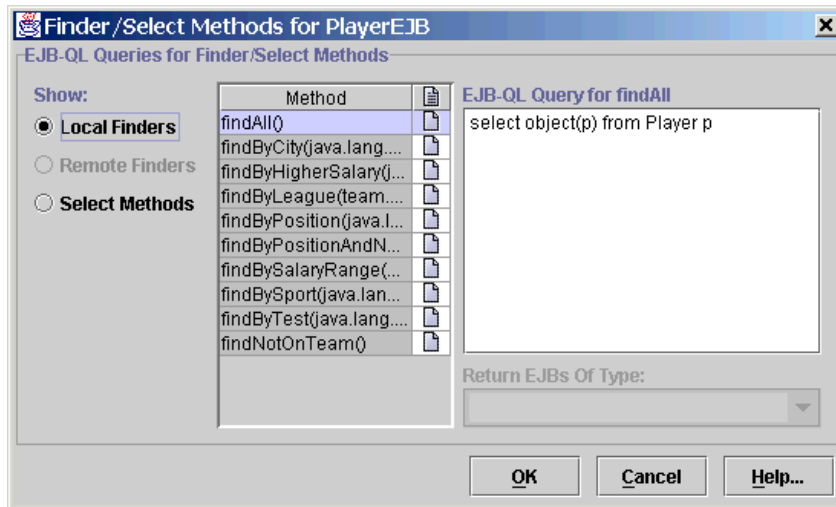 Finder/Select Methods for PlayerEJB
EJB-QL Queries for Finder/Select Methods
Show:
Local Finders
Remote Finders
Select Methods
Method
findAll()
findByCity(java.lang....
findByHigherSalary(j...
findByLeague(team....
findByPosition(java.l...
findByPositionAndN...
findBySalaryRange(...
findBySport(java.lan...
findByTest(java.lang....
findNotOnTeam()
EJB-QL Query for findAll
select object(p) from Player p
Return EJBs Of Type:
OK
Cancel
Help...